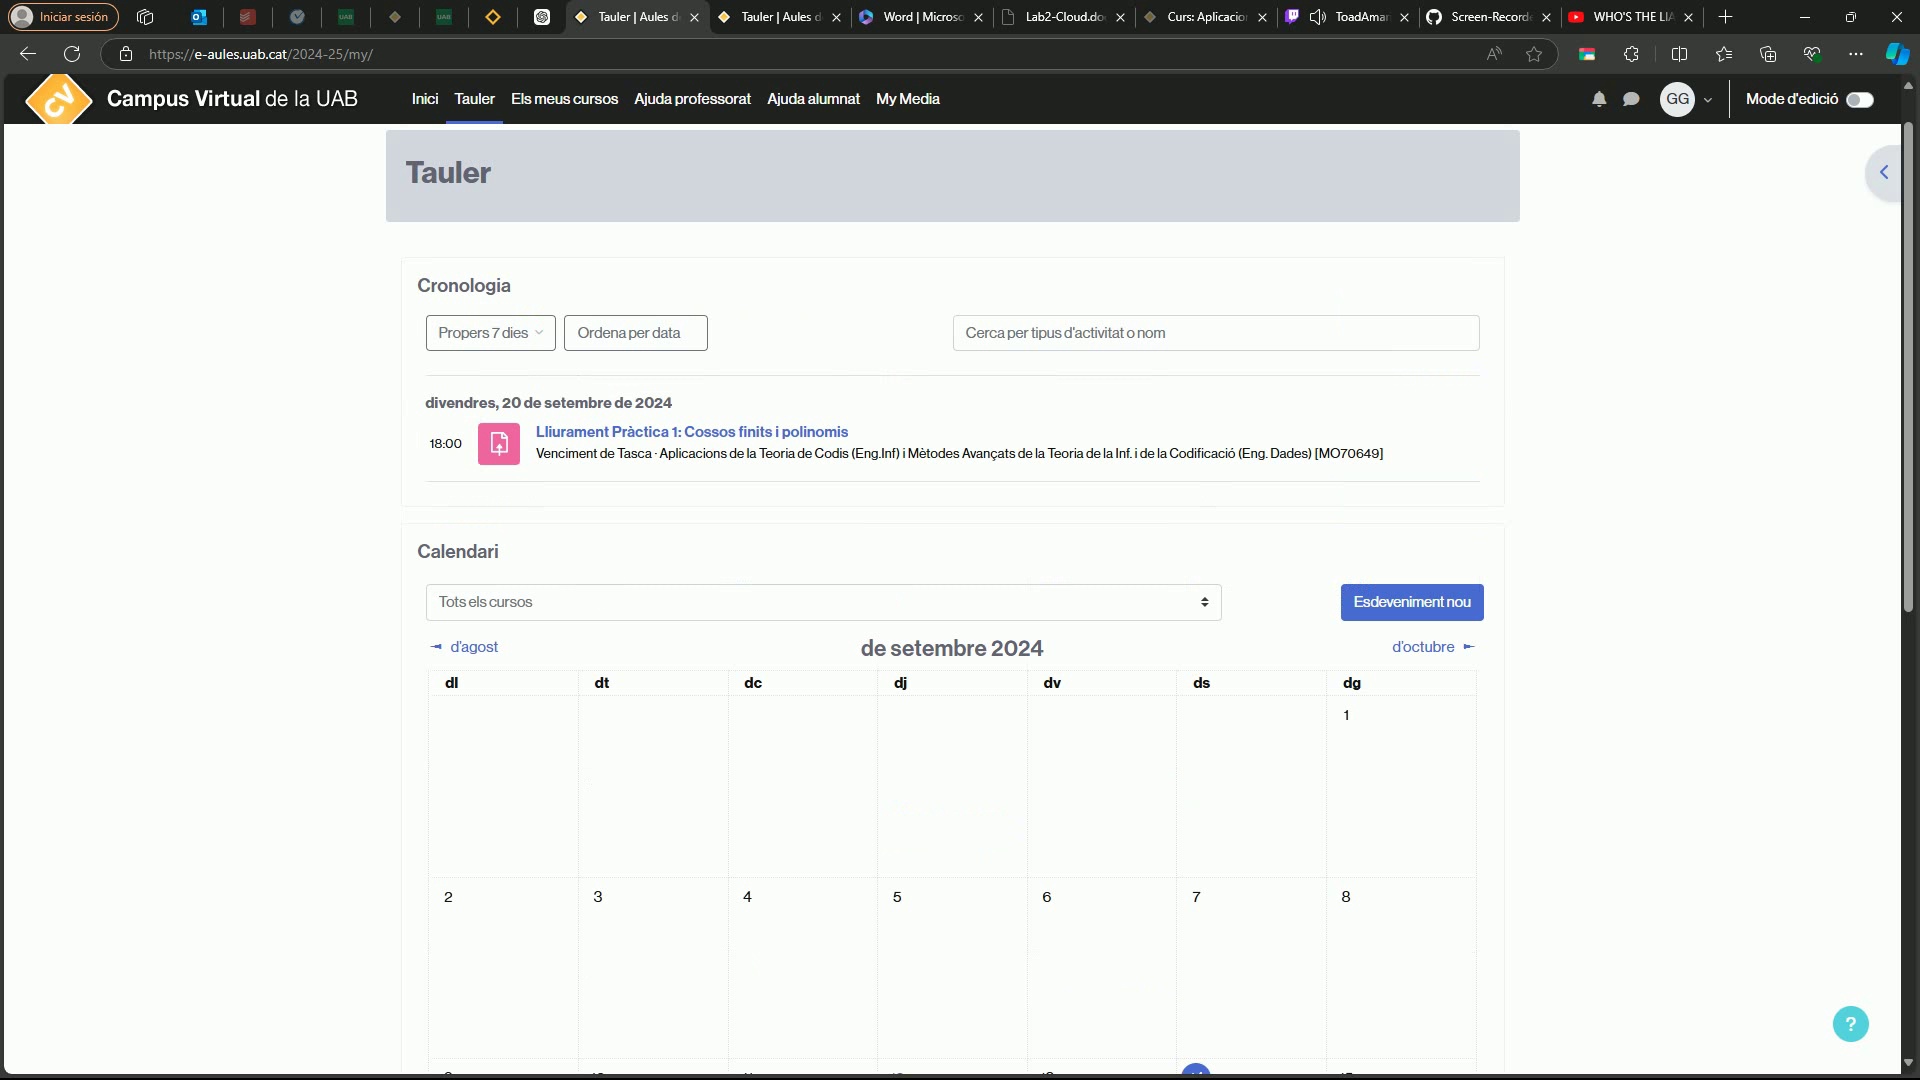 Iniciar sesión
Tauler | Aules d
Tauler | Aules d
Word | Micros
Lab2-Cloud.do
Curs: Aplicacion
ToadAmar
Screen-Record
WHO'S THE LIA
https://e-aules.uab.cat/2024-25/my/
CV
Campus Virtual de la UAB
Inici
Tauler
Els meus cursos
Ajuda professorat
Ajuda alumnat
My Media
GG
Mode d'edició
Tauler
Cronologia
Propers 7 dies
Ordena per data
Cerca per tipus d'activitat o nom
divendres, 20 de setembre de 2024
18:00
Lliurament Pràctica 1: Cossos finits i polinomis
Venciment de Tasca · Aplicacions de la Teoria de Codis (Eng.Inf) i Mètodes Avançats de la Teoria de la Inf. i de la Codificació (Eng. Dades) [MO70649]
Calendari
Tots els cursos
Esdeveniment nou
d'agost
de setembre 2024
d'octubre
dl dt dc dj dv ds dg
1
2 3 4 5 6 7 8
?